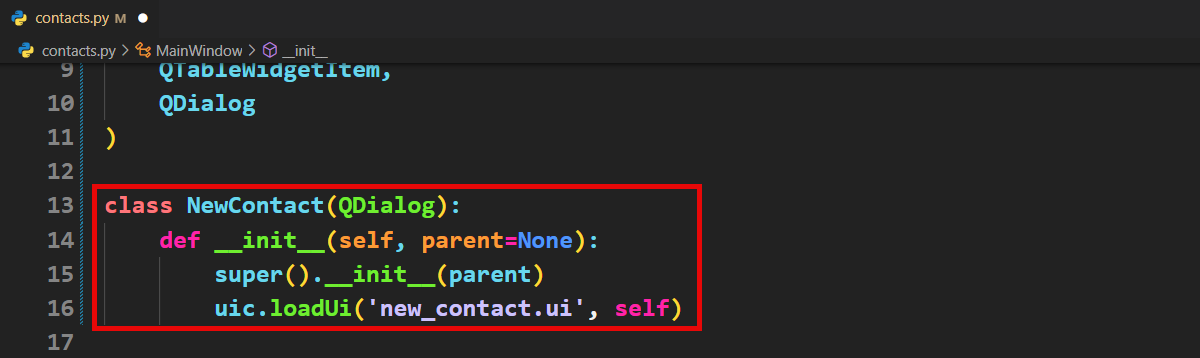 contacts.py M
contacts.py > MainWindow > __init__
9 QTableWidgetItem,
10 QDialog
11 )
12
13 class NewContact(QDialog):
14 def __init__(self, parent=None):
15 super().__init__(parent)
16 uic.loadUi('new_contact.ui', self)
17